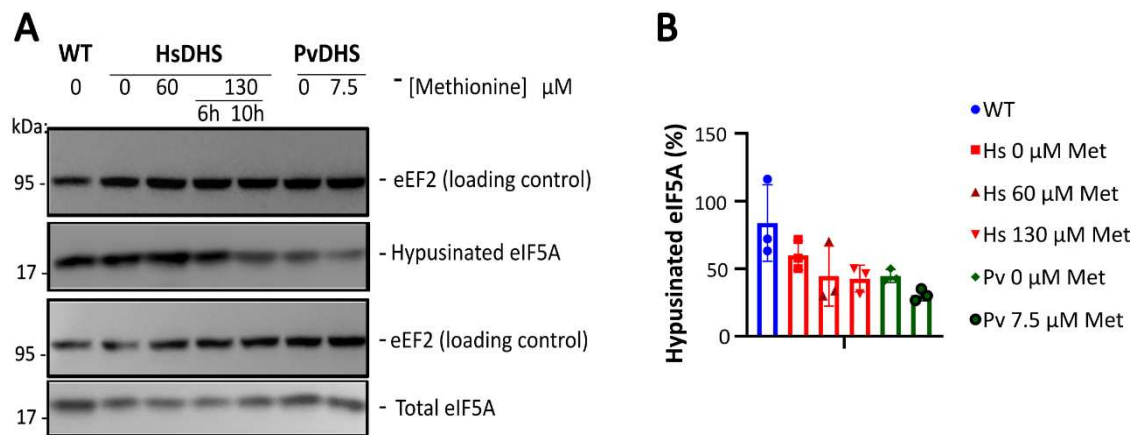 A
WT HsDHS PvDHS
0 0 60 130 0 7.5 - [Methionine] μM
6h 10h
kDa:
95 - - eEF2 (loading control)
17 - - Hypusinated eIF5A
95 - - eEF2 (loading control)
17 - - Total eIF5A
B
Hypusinated eIF5A (%)
150
100
50
0
WT
Hs 0 μM Met
Hs 60 μM Met
Hs 130 μM Met
Pv 0 μM Met
Pv 7.5 μM Met